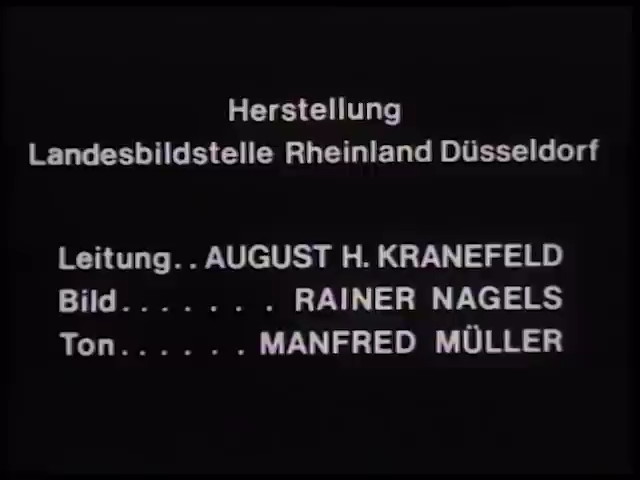 Herstellung
Landesbildstelle Rheinland Düsseldorf
Leitung.. AUGUST H. KRANEFELD
Bild....... RAINER NAGELS
Ton...... MANFRED MÜLLER